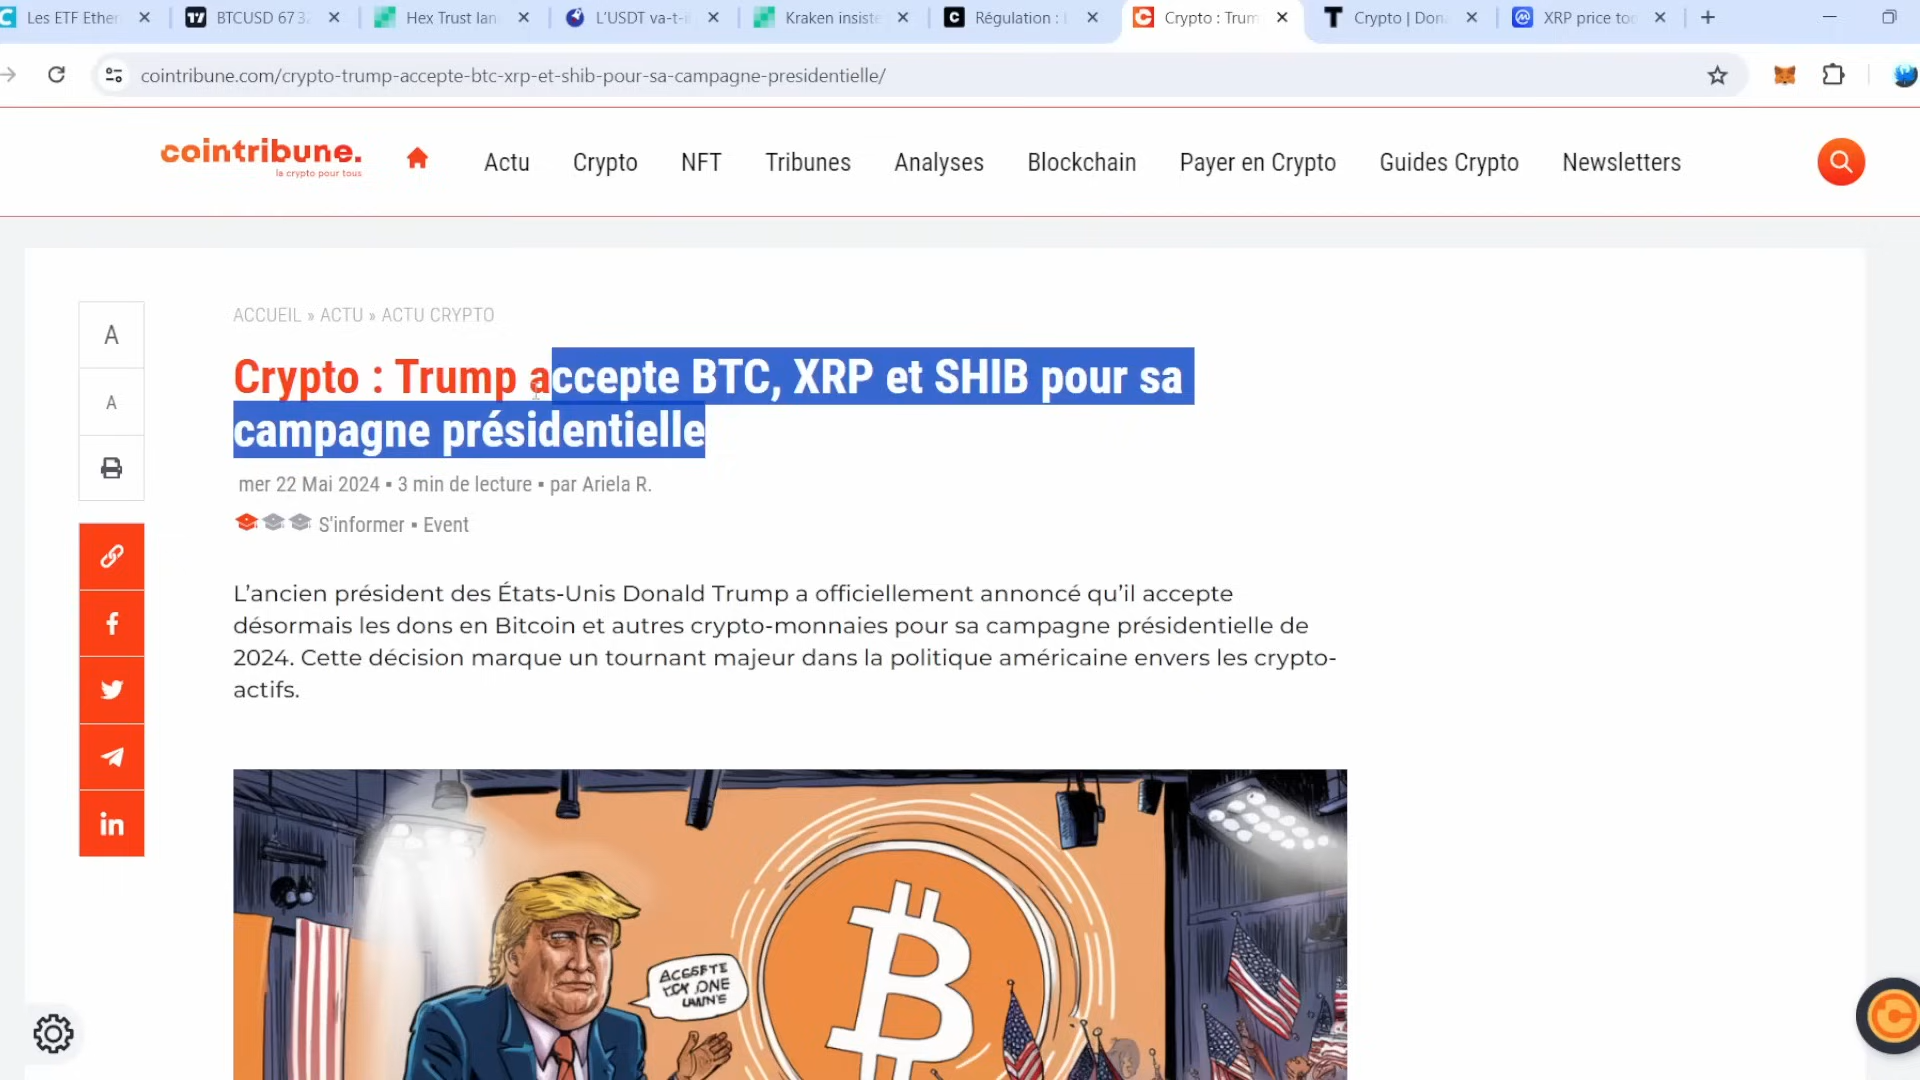 Les ETF Ether
BTCUSD 67 3
Hex Trust lan
L'USDT va-t-i
Kraken insiste
Régulation :
Crypto : Trum
Crypto | Dona
XRP price to
cointribune.com/crypto-trump-accepte-btc-xrp-et-shib-pour-sa-campagne-presidentielle/
cointribune.
la crypto pour tous
Actu
Crypto
NFT
Tribunes
Analyses
Blockchain
Payer en Crypto
Guides Crypto
Newsletters
A
A
ACCUEIL » ACTU » ACTU CRYPTO
Crypto : Trump accepte BTC, XRP et SHIB pour sa
campagne présidentielle
mer 22 Mai 2024 ▪ 3 min de lecture ▪ par Ariela R.
S'informer ▪ Event
L'ancien président des États-Unis Donald Trump a officiellement annoncé qu'il accepte
désormais les dons en Bitcoin et autres crypto-monnaies pour sa campagne présidentielle de
2024. Cette décision marque un tournant majeur dans la politique américaine envers les crypto-
actifs.